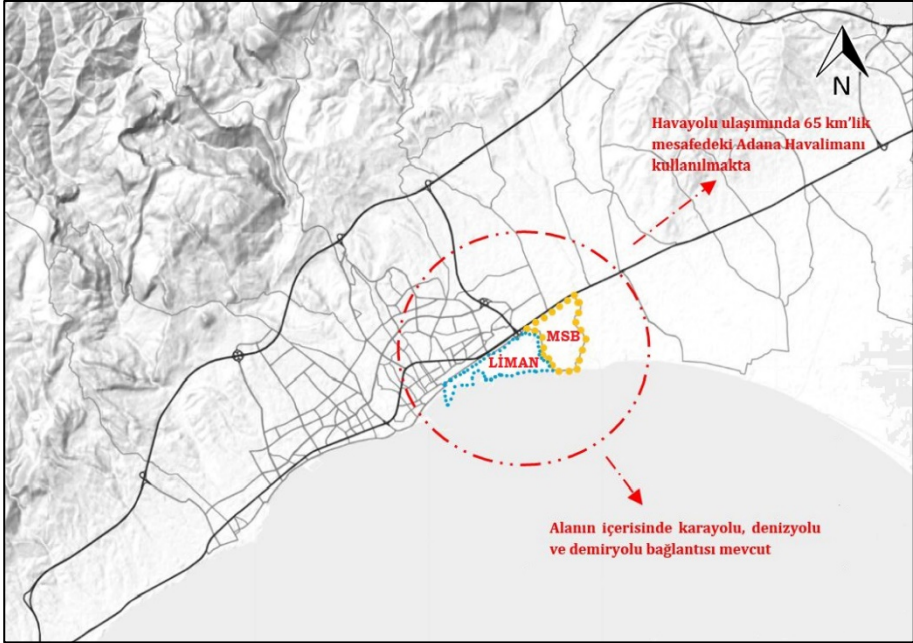 N
Havayolu ulaşımında 65 km'lik
mesafedeki Adana Havalimanı
kullanılmakta
MSB
LİMAN
Alanın içerisinde karayolu, denizyolu
ve demiryolu bağlantısı mevcut